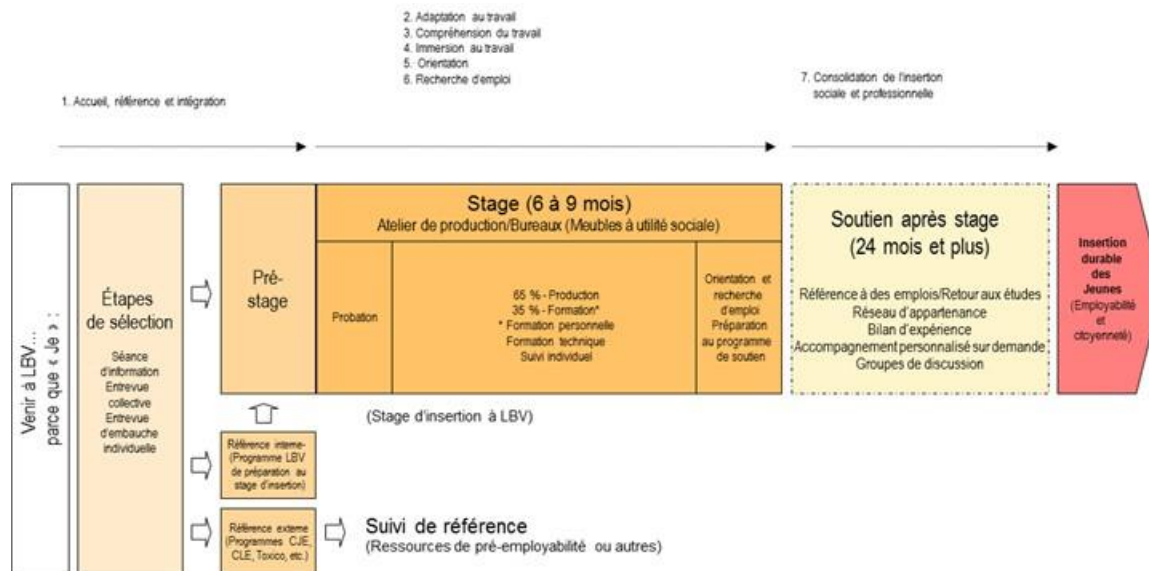 2. Adaptation au travail
3. Compréhension du travail
4. Immersion au travail
5. Orientation
6. Recherche d'emploi
7. Consolidation de l'insertion
sociale et professionnelle
1. Accueil, référence et intégration
Venir à LBV...
parce que « Je » :
Étapes
de sélection
Séance
d'information
Entrevue
collective
Entrevue
d'embauche
individuelle
Pré-
stage
Stage (6 à 9 mois)
Atelier de production/Bureaux (Meubles à utilité sociale)
Probation
65 % - Production
35 % - Formation*
* Formation personnelle
Formation technique
Suivi individuel
Orientation et
recherche
d'emploi
Préparation
au programme
de soutien
Soutien après stage
(24 mois et plus)
Référence à des emplois/Retour aux études
Réseau d'appartenance
Bilan d'expérience
Accompagnement personnalisé sur demande
Groupes de discussion
Insertion
durable
des
Jeunes
(Employabilité
et
citoyenneté)
(Stage d'insertion à LBV)
Référence interne-
(Programme LBV
de préparation au
stage d'insertion)
Référence externe
(Programes CJE,
CLE, Toxico, etc.)
Suivi de référence
(Ressources de pré-employabilité ou autres)